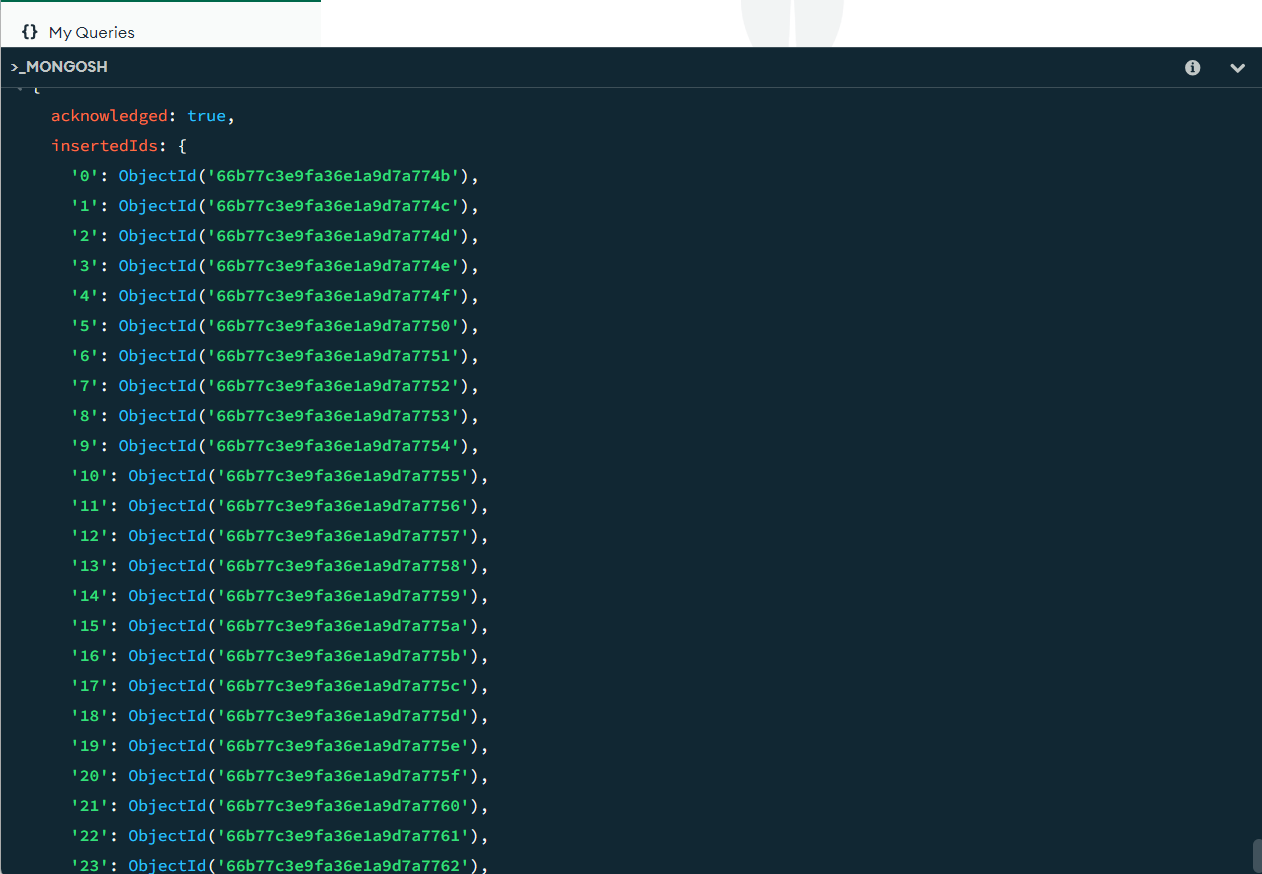 {} My Queries
>_MONGOSH
{
acknowledged: true,
insertedIds: {
'0': ObjectId('66b77c3e9fa36e1a9d7a774b'),
'1': ObjectId('66b77c3e9fa36e1a9d7a774c'),
'2': ObjectId('66b77c3e9fa36e1a9d7a774d'),
'3': ObjectId('66b77c3e9fa36e1a9d7a774e'),
'4': ObjectId('66b77c3e9fa36e1a9d7a774f'),
'5': ObjectId('66b77c3e9fa36e1a9d7a7750'),
'6': ObjectId('66b77c3e9fa36e1a9d7a7751'),
'7': ObjectId('66b77c3e9fa36e1a9d7a7752'),
'8': ObjectId('66b77c3e9fa36e1a9d7a7753'),
'9': ObjectId('66b77c3e9fa36e1a9d7a7754'),
'10': ObjectId('66b77c3e9fa36e1a9d7a7755'),
'11': ObjectId('66b77c3e9fa36e1a9d7a7756'),
'12': ObjectId('66b77c3e9fa36e1a9d7a7757'),
'13': ObjectId('66b77c3e9fa36e1a9d7a7758'),
'14': ObjectId('66b77c3e9fa36e1a9d7a7759'),
'15': ObjectId('66b77c3e9fa36e1a9d7a775a'),
'16': ObjectId('66b77c3e9fa36e1a9d7a775b'),
'17': ObjectId('66b77c3e9fa36e1a9d7a775c'),
'18': ObjectId('66b77c3e9fa36e1a9d7a775d'),
'19': ObjectId('66b77c3e9fa36e1a9d7a775e'),
'20': ObjectId('66b77c3e9fa36e1a9d7a775f'),
'21': ObjectId('66b77c3e9fa36e1a9d7a7760'),
'22': ObjectId('66b77c3e9fa36e1a9d7a7761'),
'23': ObjectId('66b77c3e9fa36e1a9d7a7762'),